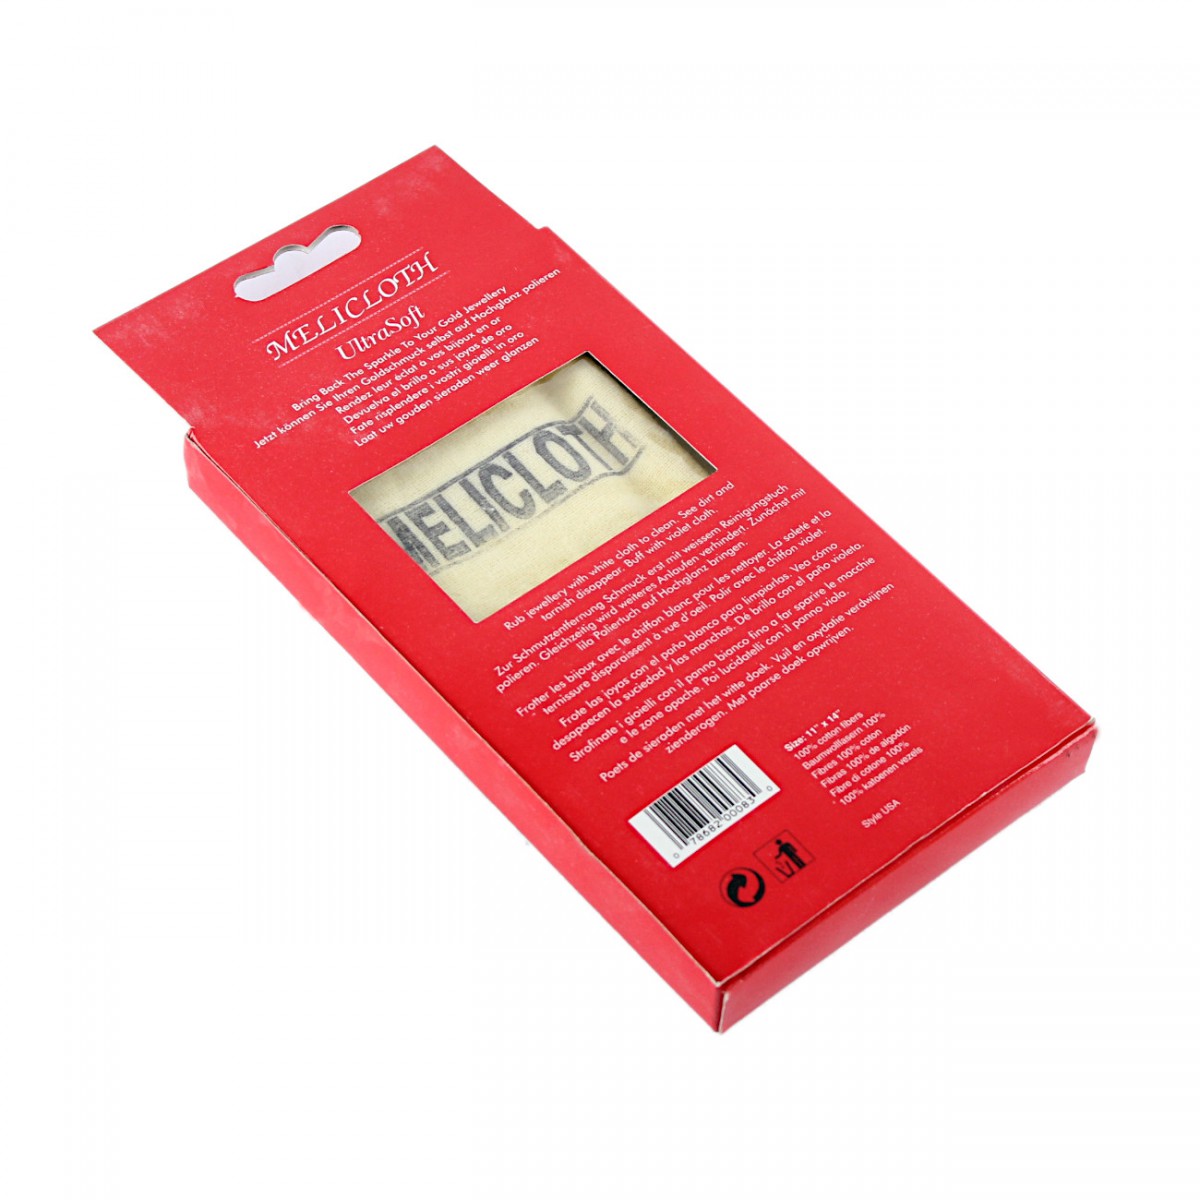 MELICLOTH
UltraSoft
Bring Back The Sparkle To Your Gold Jewellery
Jetzt können Sie Ihren Goldschmuck selbst auf Hochglanz polieren
Rendez leur éclat à vos bijoux en or
Devuelva el brillo a sus joyas de oro
Fate risplendere i vostri gioielli in oro
Laat uw gouden sieraden weer glanzen
MELICLOTH
Rub jewellery with white cloth to clean. See dirt and
tarnish disappear. Buff with violet cloth.
Zur Schmutzentfernung Schmuck erst mit weissem Reinigungstuch
polieren. Gleichzeitig wird weiteres Anlaufen verhindert. Zunächst mit
lila Poliertuch auf Hochglanz bringen.
Frotter les bijoux avec le chiffon blanc pour les nettoyer. La saleté et la
ternissure disparaissent à vue d'oeil. Polir avec le chiffon violet.
Frote las joyas con el paño blanco para limpiarlas. Vea cómo
desapaecen la suciedad y las manchas. Dé brillo con el paño violeta.
Strofinate i gioielli con il panno bianco fino a far sparire le macchie
e le zone opache. Poi lucidateli con il panno viola.
Poets de sieraden met het witte doek. Vuil en oxydatie verdwijnen
zienderogen. Met paarse doek opwrijven.
Size: 11" x 14"
100% cotton fibers
Baumwollfasern 100%
Fibres 100% coton
Fibras 100% de algodón
Fibre di cotone 100%
100% katoenen vezels
Style USA
0 78682 00083 0